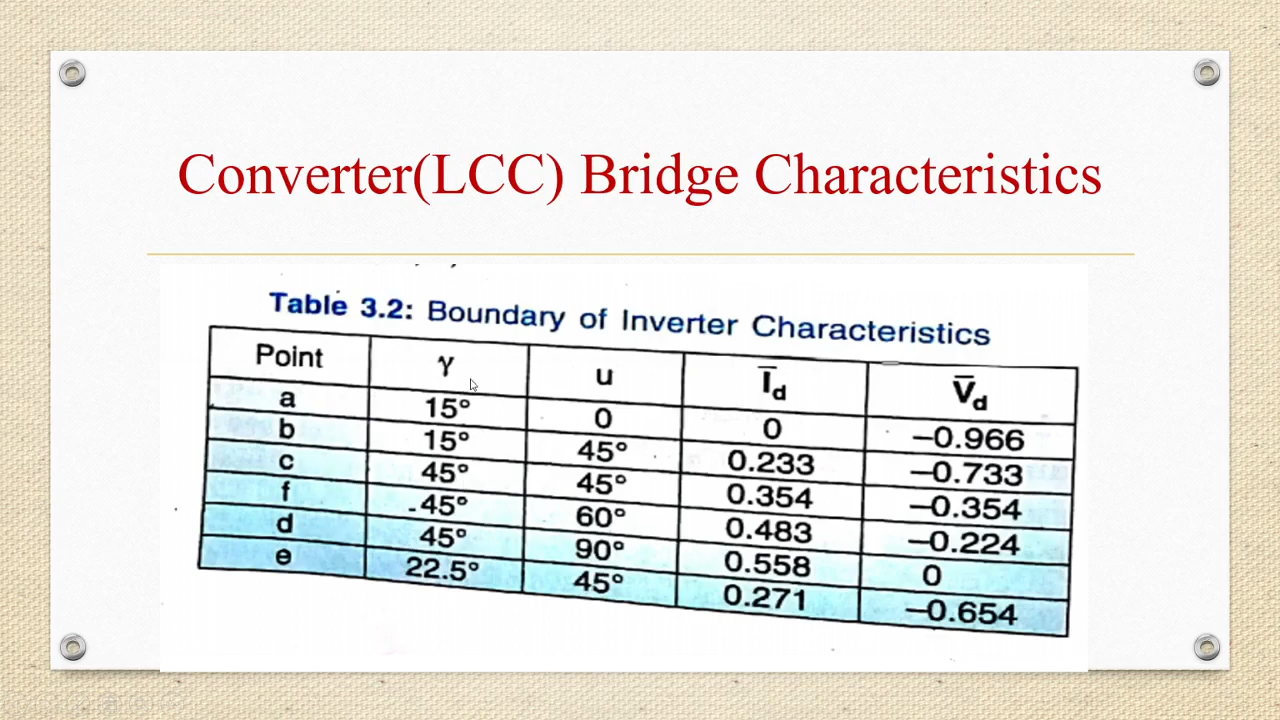 Converter(LCC) Bridge Characteristics
Table 3.2: Boundary of Inverter Characteristics
Point γ u I̅d V̅d
a 15° 0 0 –0.966
b 15° 45° 0.233 –0.733
c 45° 45° 0.354 –0.354
f 45° 60° 0.483 –0.224
d 45° 90° 0.558 0
e 22.5° 45° 0.271 –0.654